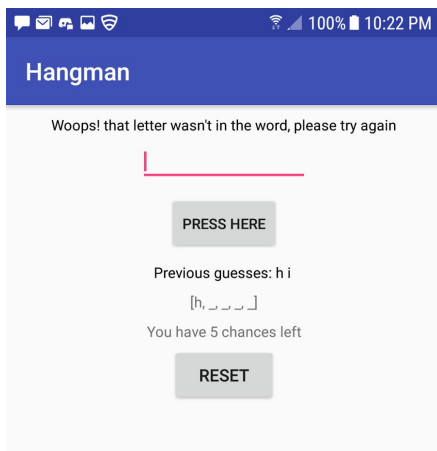 100% 10:22 PM
Hangman
Woops! that letter wasn't in the word, please try again
PRESS HERE
Previous guesses: h i
[h, _, _, _, _]
You have 5 chances left
RESET